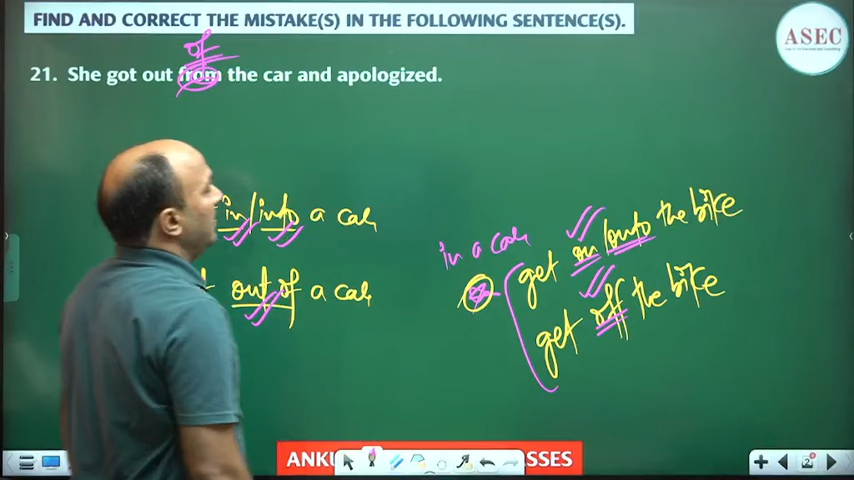 FIND AND CORRECT THE MISTAKE(S) IN THE FOLLOWING SENTENCE(S).
ASEC
of
21. She got out from the car and apologized.
in/into a car
out of a car
in a car
get on/onto the bike
get off the bike
ANKU
SSES
2